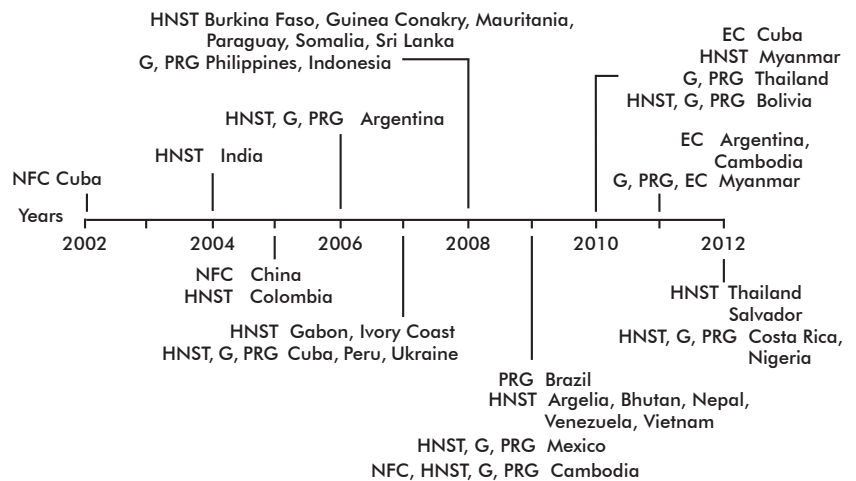 HNST Burkina Faso, Guinea Conakry, Mauritania,
Paraguay, Somalia, Sri Lanka
G, PRG Philippines, Indonesia
EC Cuba
HNST Myanmar
G, PRG Thailand
HNST, G, PRG Bolivia
HNST, G, PRG Argentina
EC Argentina,
Cambodia
G, PRG, EC Myanmar
HNST India
NFC Cuba
Years
2002 2004 2006 2008 2010 2012
NFC China
HNST Colombia
HNST Gabon, Ivory Coast
HNST, G, PRG Cuba, Peru, Ukraine
PRG Brazil
HNST Argelia, Bhutan, Nepal,
Venezuela, Vietnam
HNST, G, PRG Mexico
NFC, HNST, G, PRG Cambodia
HNST Thailand
Salvador
HNST, G, PRG Costa Rica,
Nigeria